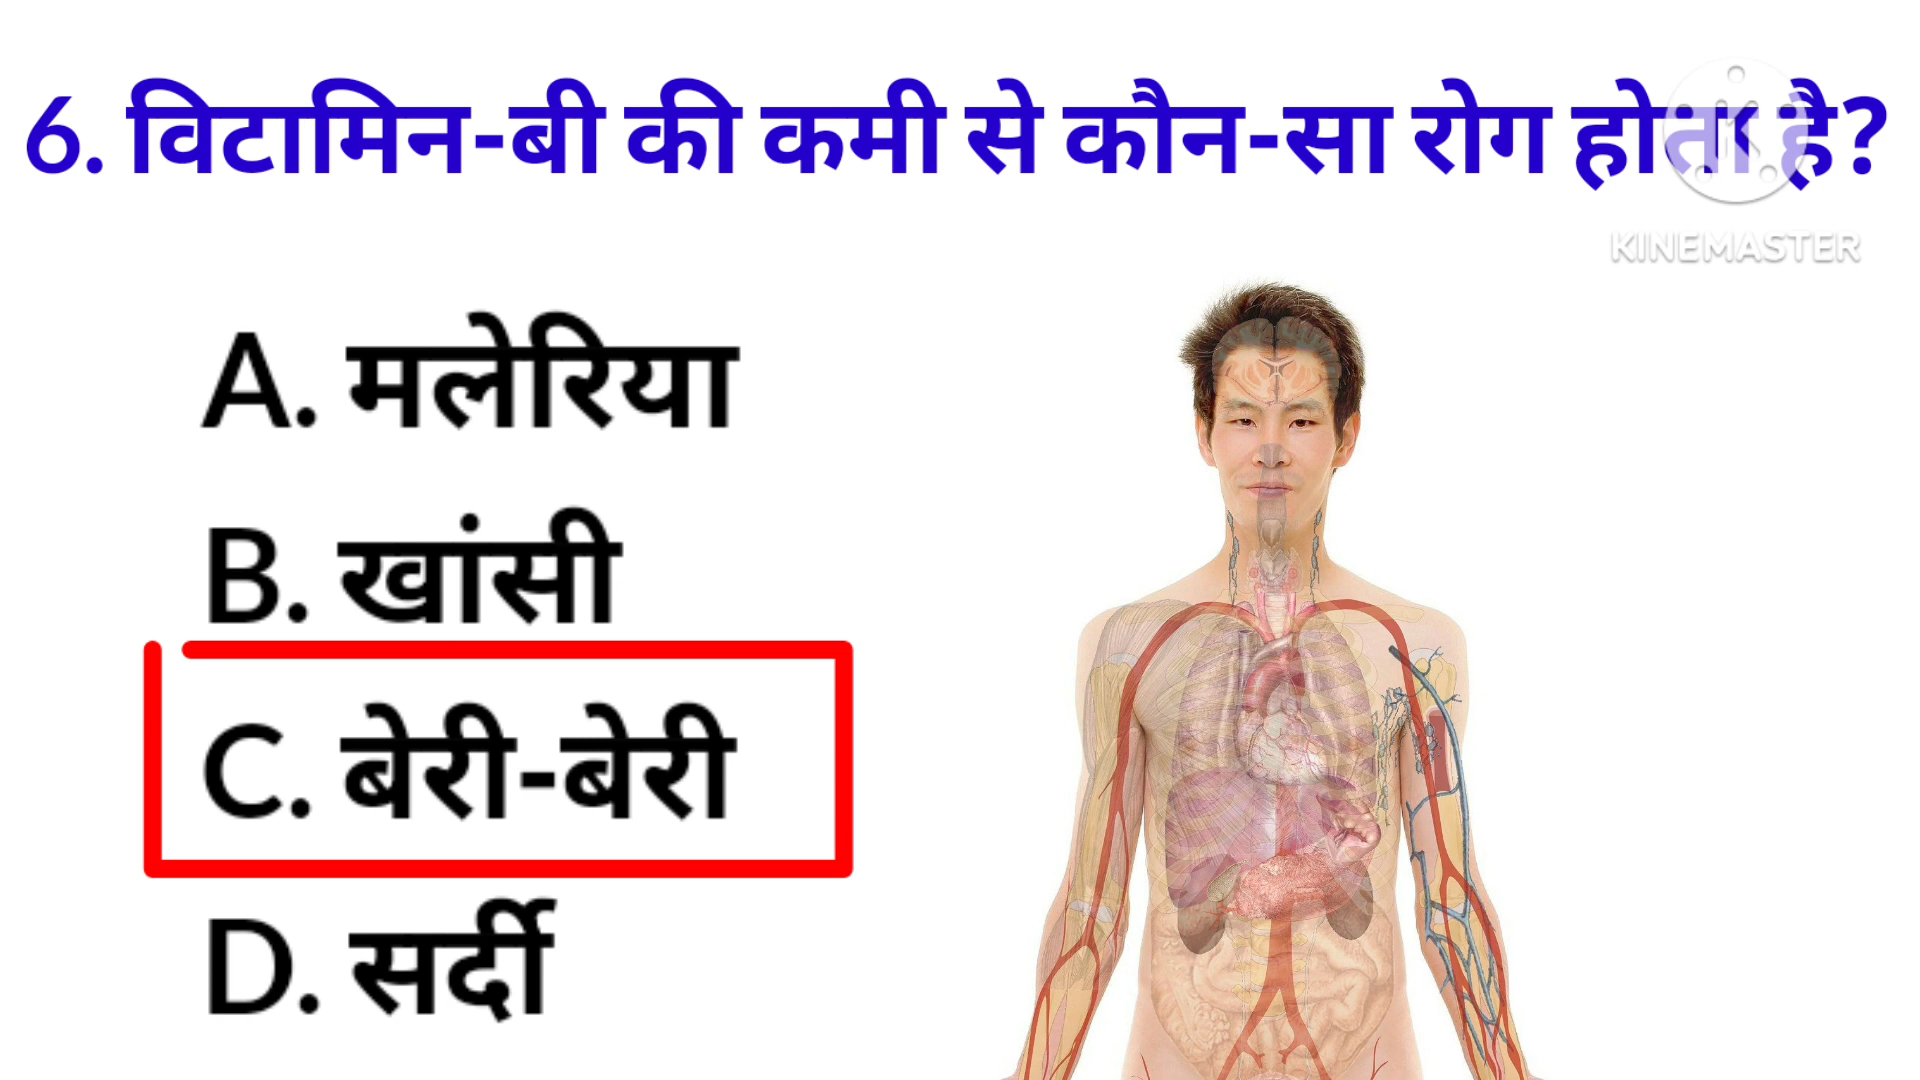 6. विटामिन-बी की कमी से कौन-सा रोग होता है?
KINEMASTER
A. मलेरिया
B. खांसी
C. बेरी-बेरी
D. सर्दी